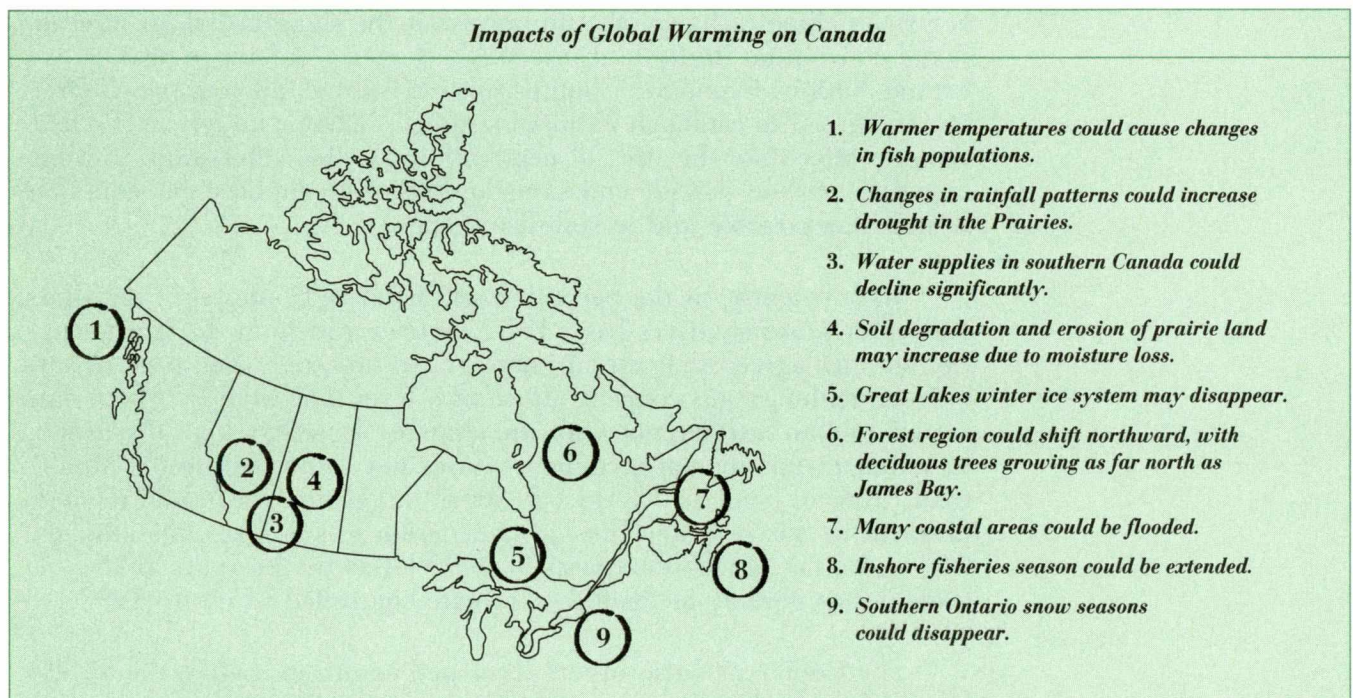 Impacts of Global Warming on Canada
1. Warmer temperatures could cause changes
in fish populations.
2. Changes in rainfall patterns could increase
drought in the Prairies.
3. Water supplies in southern Canada could
decline significantly.
4. Soil degradation and erosion of prairie land
may increase due to moisture loss.
5. Great Lakes winter ice system may disappear.
6. Forest region could shift northward, with
deciduous trees growing as far north as
James Bay.
7. Many coastal areas could be flooded.
8. Inshore fisheries season could be extended.
9. Southern Ontario snow seasons
could disappear.
1
2
4
3
6
7
5
8
9